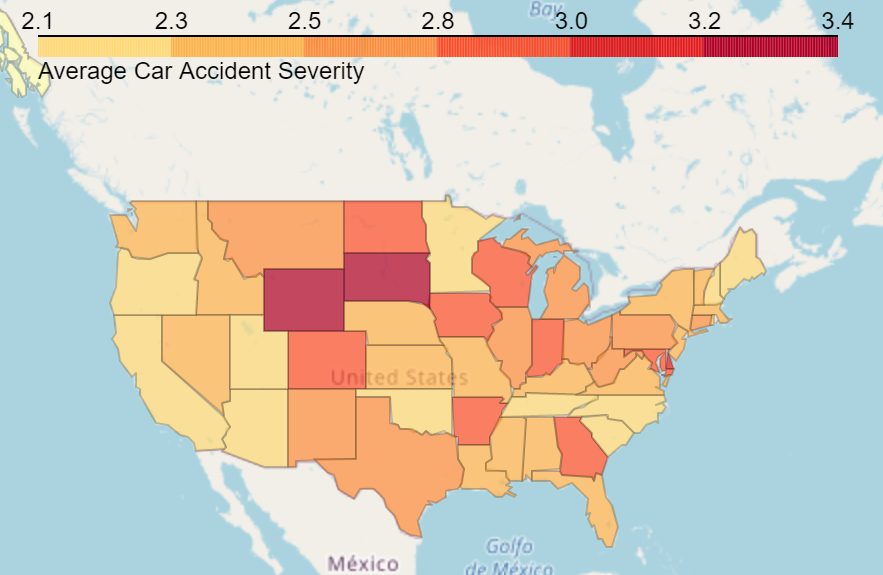 Bay
2.1 2.3 2.5 2.8 3.0 3.2 3.4
Average Car Accident Severity
United States
Golfo
de México
México